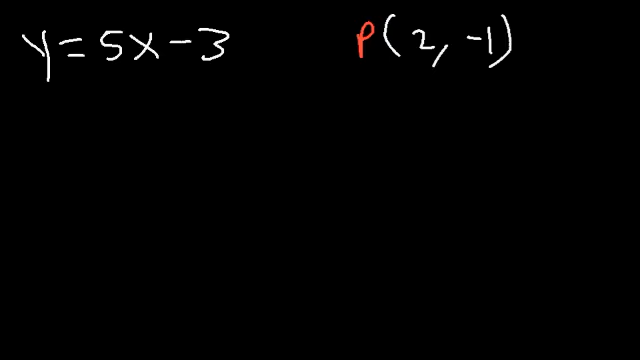 y = 5x - 3 P(2, -1)